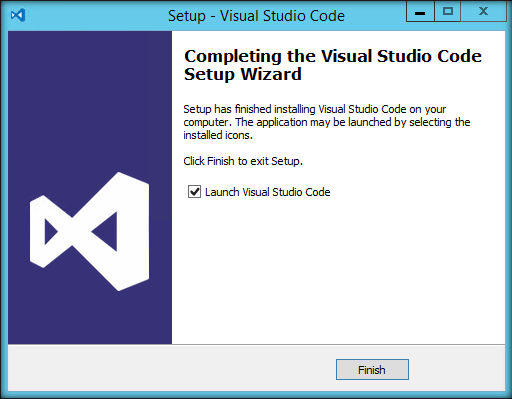 Setup - Visual Studio Code
Completing the Visual Studio Code
Setup Wizard
Setup has finished installing Visual Studio Code on your
computer. The application may be launched by selecting the
installed icons.
Click Finish to exit Setup.
Launch Visual Studio Code
Finish